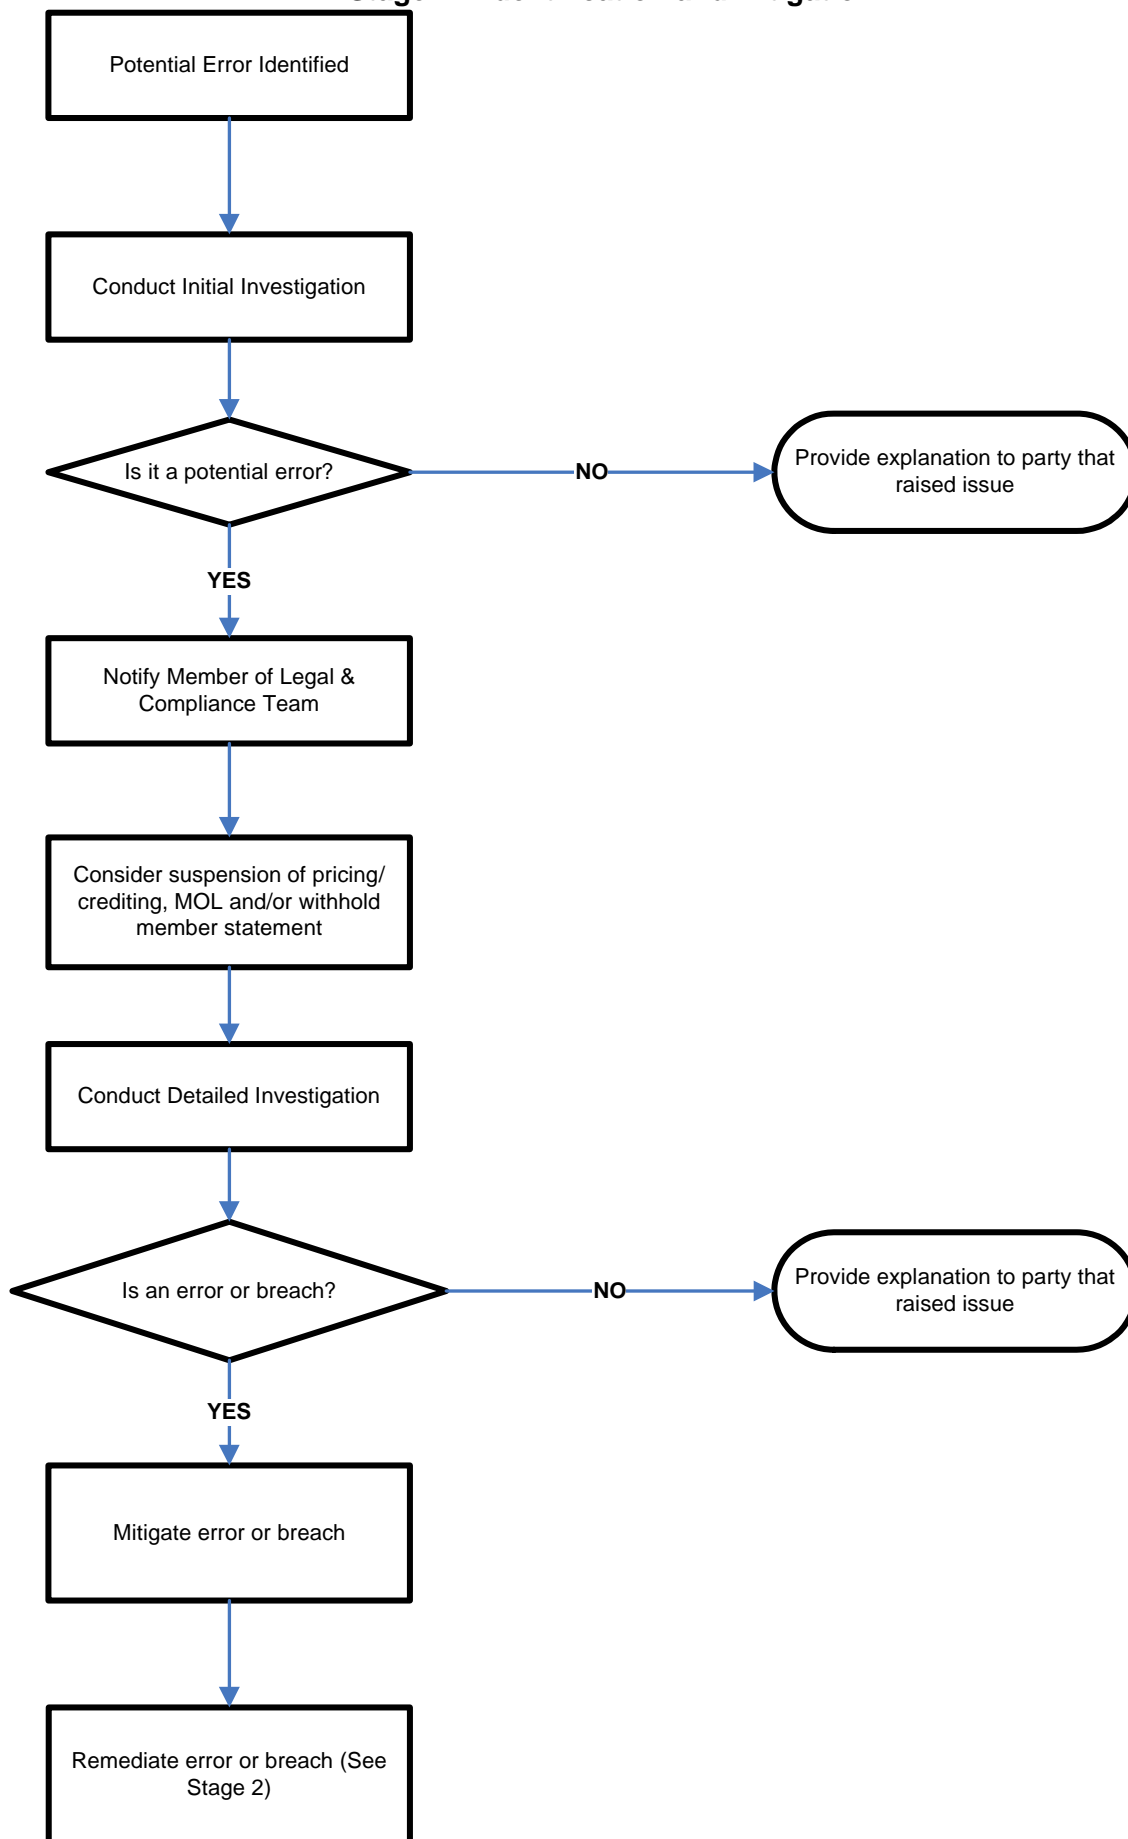 Potential Error Identified
Conduct Initial Investigation
Is it a potential error?
NO
Provide explanation to party that
raised issue
YES
Notify Member of Legal &
Compliance Team
Consider suspension of pricing/
crediting, MOL and/or withhold
member statement
Conduct Detailed Investigation
Is an error or breach?
NO
Provide explanation to party that
raised issue
YES
Mitigate error or breach
Remediate error or breach (See
Stage 2)